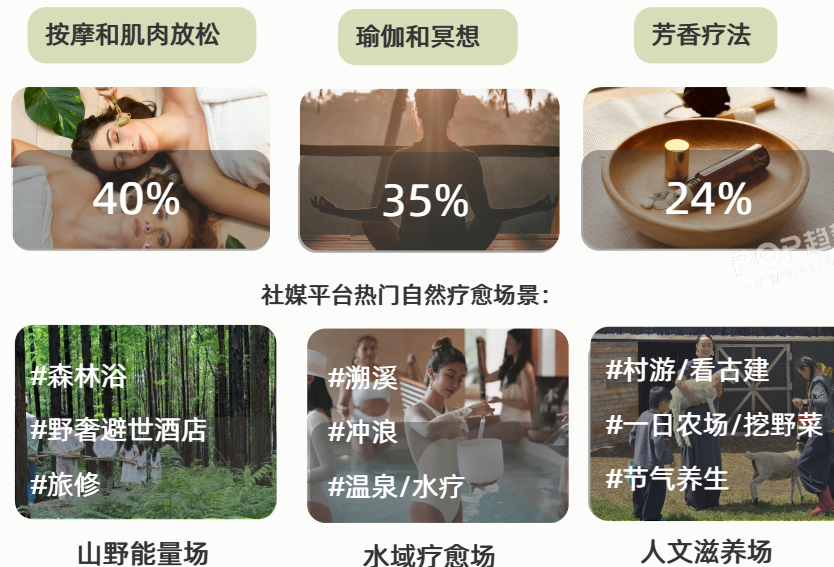 按摩和肌肉放松
瑜伽和冥想
芳香疗法
40%
35%
24%
社媒平台热门自然疗愈场景：
#森林浴
#野奢避世酒店
#旅修
#溯溪
#冲浪
#温泉/水疗
#村游/看古建
#一日农场/挖野菜
#节气养生
山野能量场
水域疗愈场
人文滋养场
POP趋